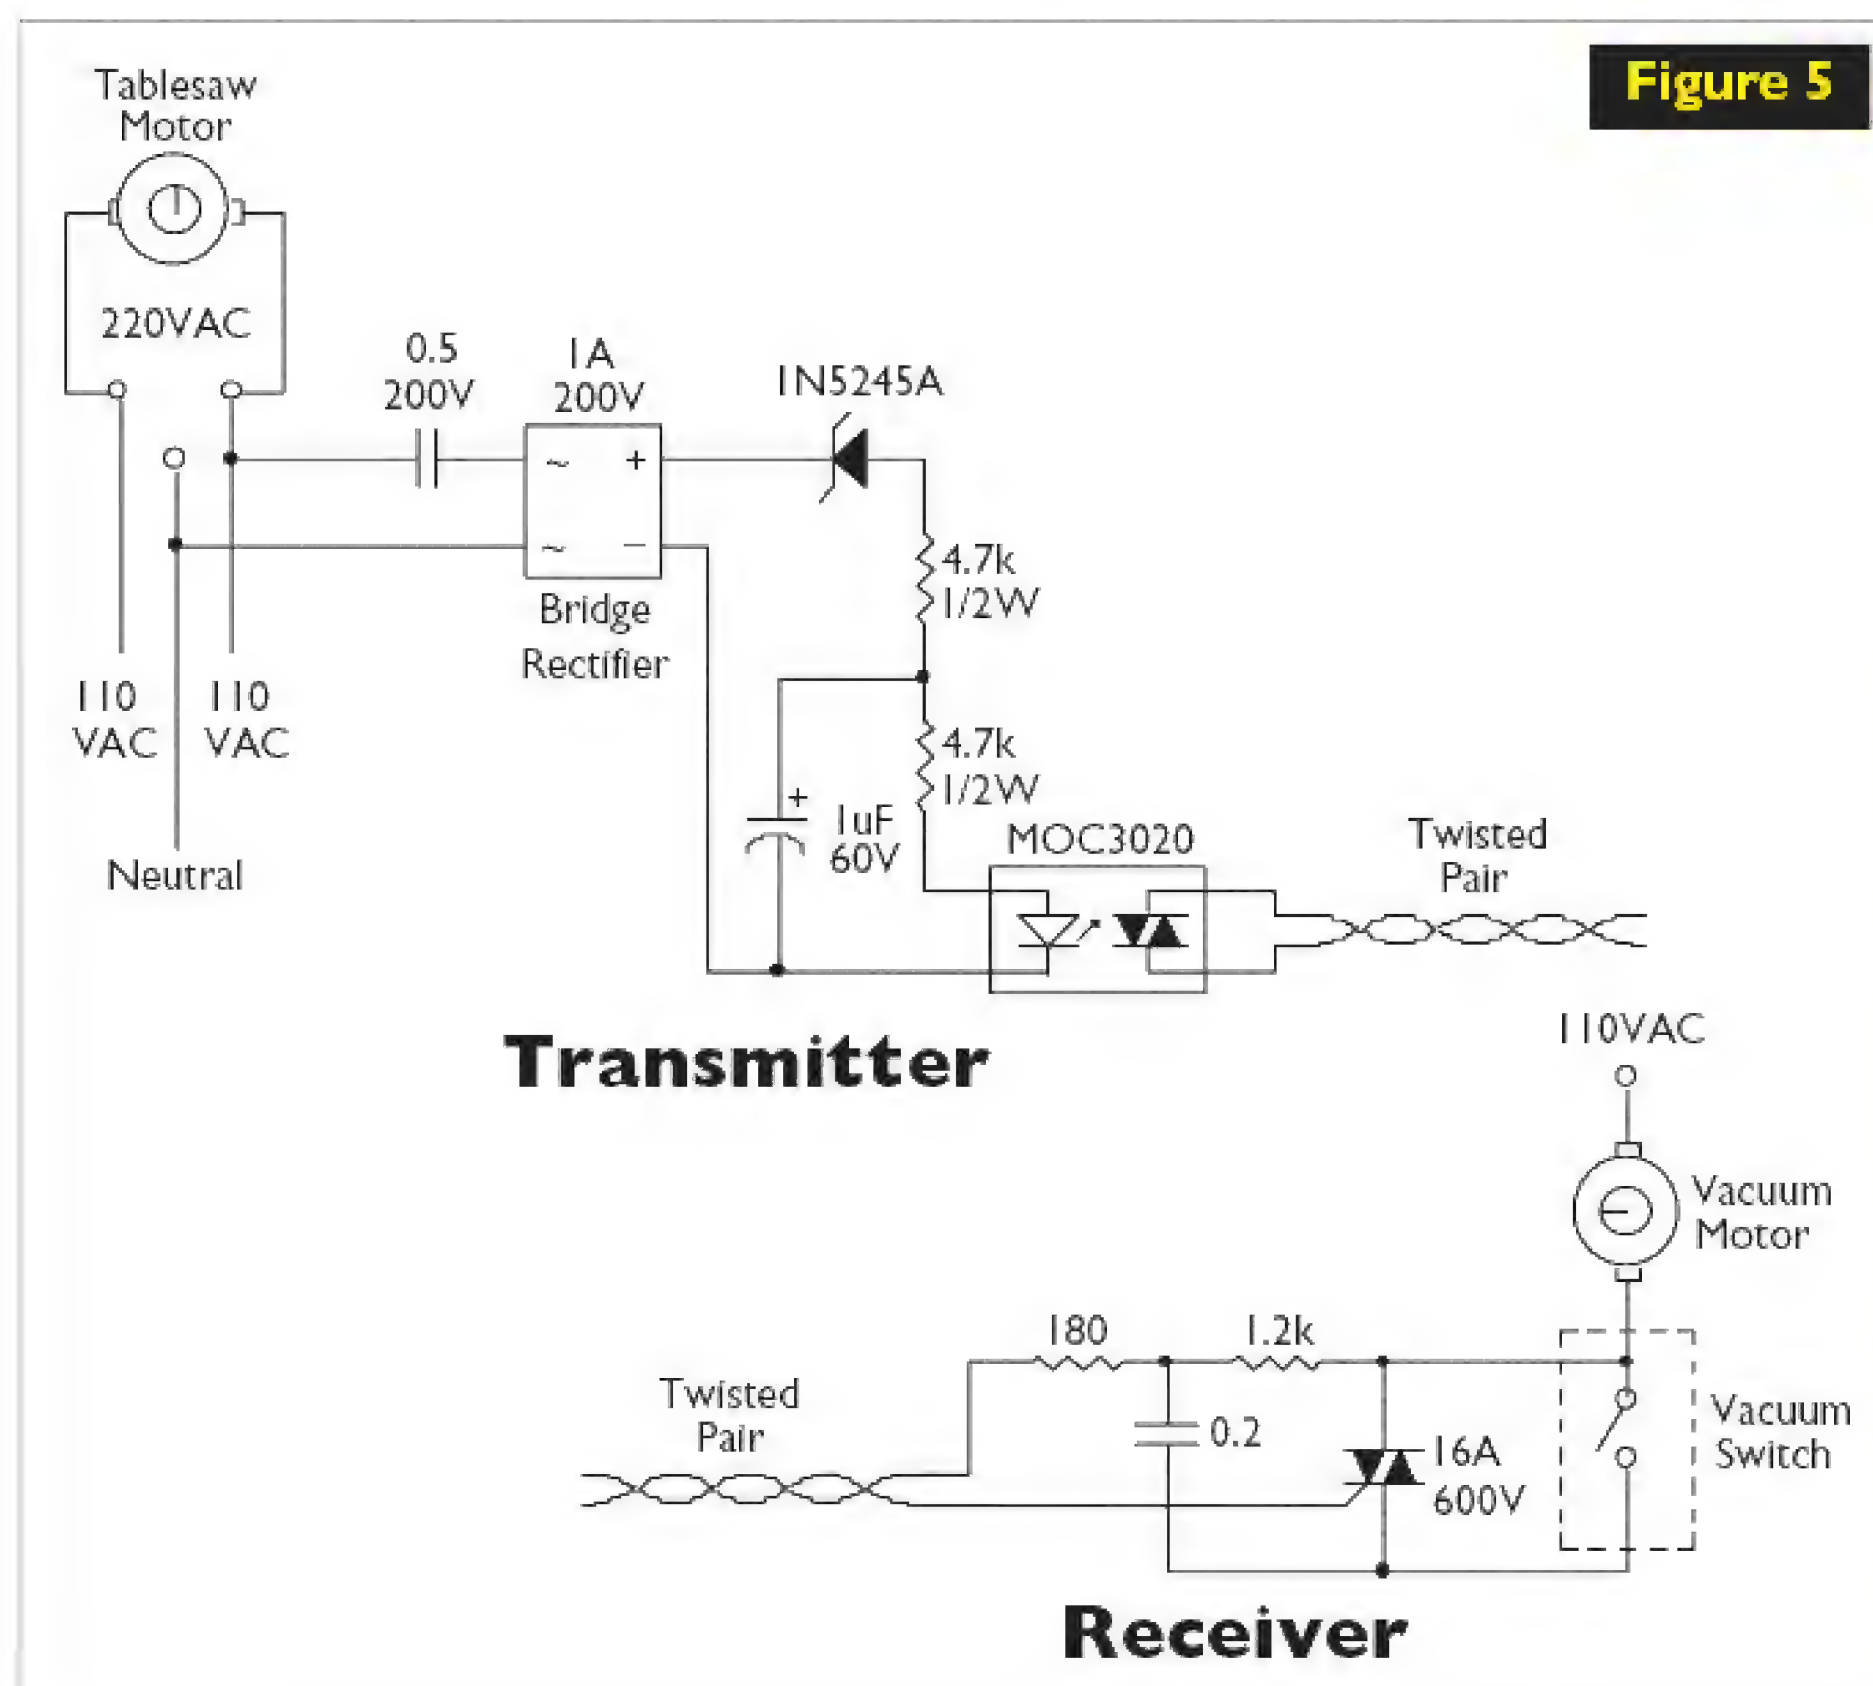 Figure 5
Tablesaw
Motor
220VAC
0.5
200V
1A
200V
1N5245A
~ +
~ −
Bridge
Rectifier
4.7k
1/2W
110
VAC
110
VAC
Neutral
4.7k
1/2W
+
1uF
60V
MOC3020
Twisted
Pair
Transmitter
110VAC
Vacuum
Motor
180
1.2k
Twisted
Pair
0.2
16A
600V
Vacuum
Switch
Receiver